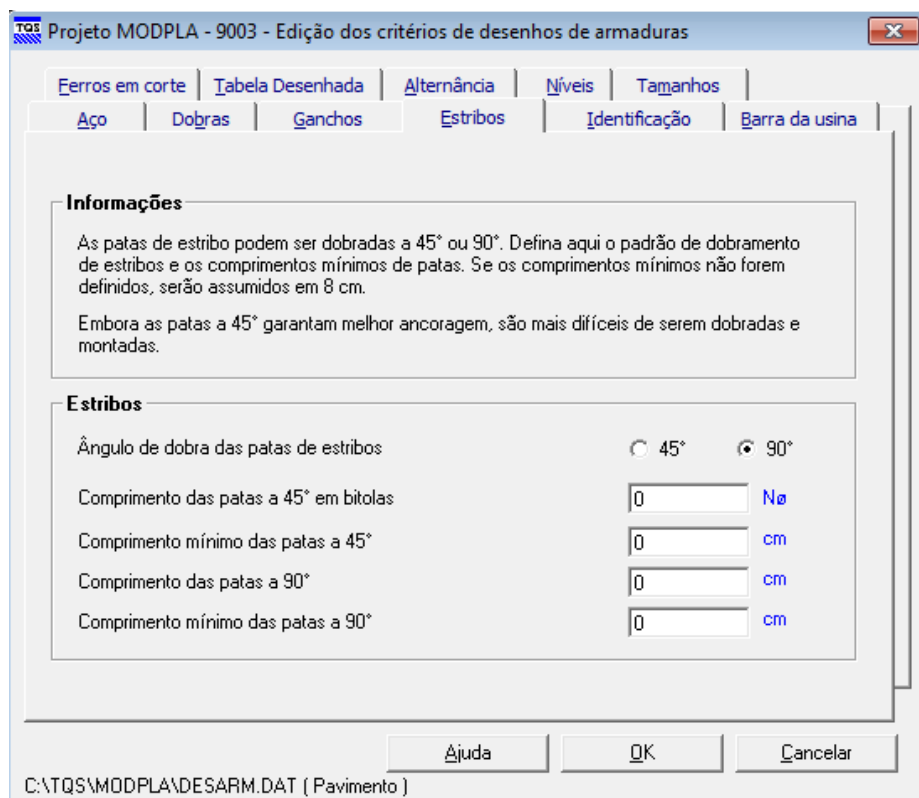 TQS Projeto MODPLA - 9003 - Edição dos critérios de desenhos de armaduras
Ferros em corte Tabela Desenhada Alternância Níveis Tamanhos
Aço Dobras Ganchos Estribos Identificação Barra da usina
Informações
As patas de estribo podem ser dobradas a 45° ou 90°. Defina aqui o padrão de dobramento
de estribos e os comprimentos mínimos de patas. Se os comprimentos mínimos não forem
definidos, serão assumidos em 8 cm.
Embora as patas a 45° garantam melhor ancoragem, são mais difíceis de serem dobradas e
montadas.
Estribos
Ângulo de dobra das patas de estribos 45° 90°
Comprimento das patas a 45° em bitolas 0 Nø
Comprimento mínimo das patas a 45° 0 cm
Comprimento das patas a 90° 0 cm
Comprimento mínimo das patas a 90° 0 cm
Ajuda OK Cancelar
C:\TQS\MODPLA\DESARM.DAT ( Pavimento )